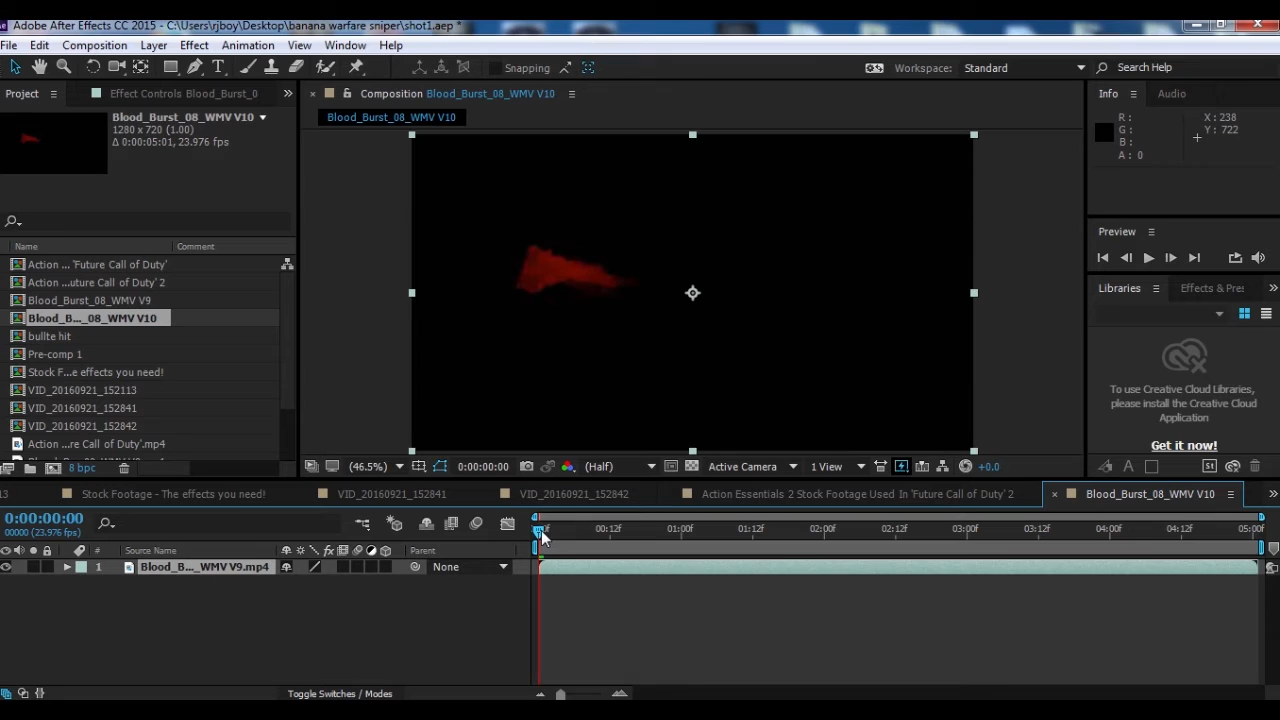 Adobe After Effects CC 2015 - C:\Users\rjboy\Desktop\banana warfare sniper\shot1.aep *
File Edit Composition Layer Effect Animation View Window Help
Snapping
Workspace: Standard
Search Help
Project
Effect Controls Blood_Burst_0
Composition Blood_Burst_08_WMV V10
Info
Audio
Blood_Burst_08_WMV V10
1280 x 720 (1.00)
Δ 0:00:05:01, 23.976 fps
Blood_Burst_08_WMV V10
R :
G :
B :
A : 0
X : 238
Y : 722
Preview
Name
Comment
Action ... 'Future Call of Duty'
Action ...uture Call of Duty' 2
Blood_Burst_08_WMV V9
Blood_B..._08_WMV V10
bullte hit
Pre-comp 1
Stock F...e effects you need!
VID_20160921_152113
VID_20160921_152841
VID_20160921_152842
Action ...re Call of Duty'.mp4
Libraries
Effects & Pres
To use Creative Cloud Libraries,
please install the Creative Cloud
Application
Get it now!
8 bpc
(46.5%)
0:00:00:00
(Half)
Active Camera
1 View
+0.0
13
Stock Footage - The effects you need!
VID_20160921_152841
VID_20160921_152842
Action Essentials 2 Stock Footage Used In 'Future Call of Duty' 2
Blood_Burst_08_WMV V10
0:00:00:00
00000 (23.976 fps)
00:12f 01:00f 01:12f 02:00f 02:12f 03:00f 03:12f 04:00f 04:12f 05:00f
# Source Name
Parent
1 Blood_B..._WMV V9.mp4
None
Toggle Switches / Modes